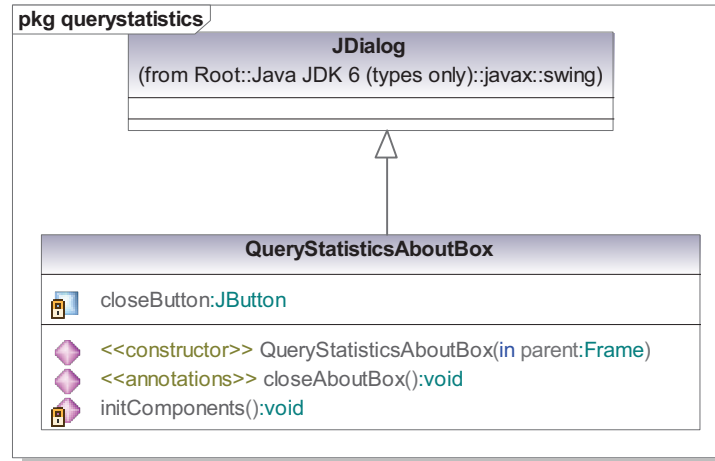 pkg querystatistics
JDialog
(from Root::Java JDK 6 (types only)::javax::swing)
QueryStatisticsAboutBox
closeButton:JButton
<<constructor>> QueryStatisticsAboutBox(in parent:Frame)
<<annotations>> closeAboutBox():void
initComponents():void